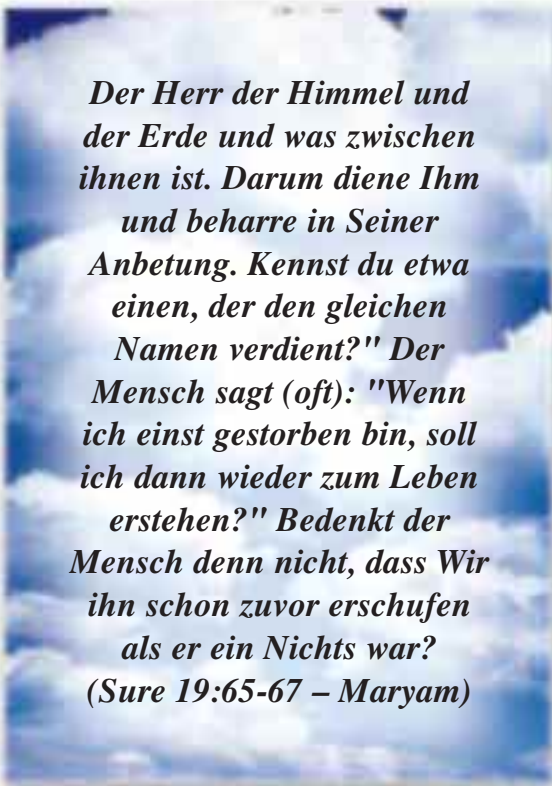 Der Herr der Himmel und
der Erde und was zwischen
ihnen ist. Darum diene Ihm
und beharre in Seiner
Anbetung. Kennst du etwa
einen, der den gleichen
Namen verdient?" Der
Mensch sagt (oft): "Wenn
ich einst gestorben bin, soll
ich dann wieder zum Leben
erstehen?" Bedenkt der
Mensch denn nicht, dass Wir
ihn schon zuvor erschufen
als er ein Nichts war?
(Sure 19:65-67 – Maryam)